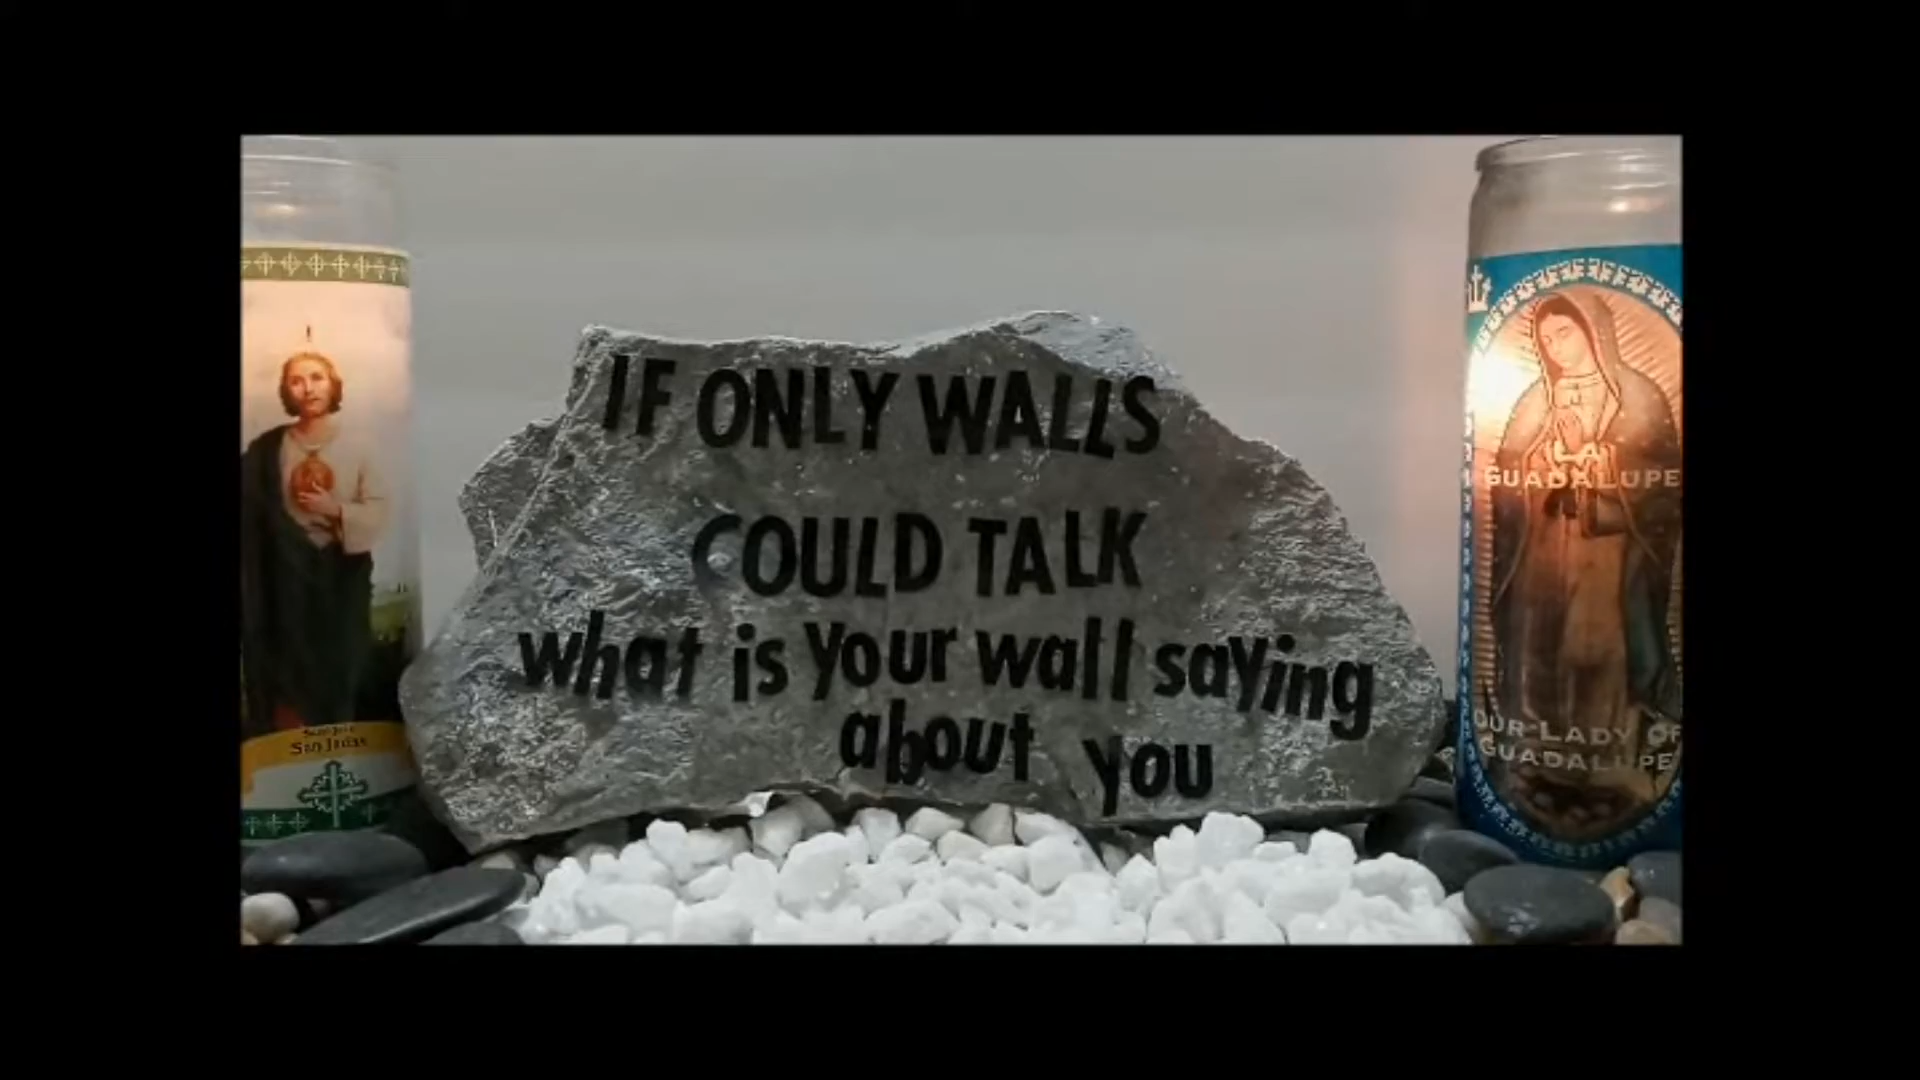 IF ONLY WALLS
COULD TALK
what is your wall saying
about you
San Judas
LA
GUADALUPE
OUR LADY OF
GUADALUPE